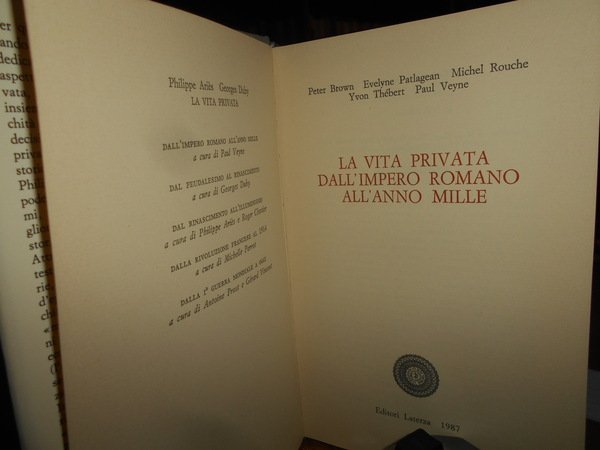 Philippe Ariès Georges Duby
LA VITA PRIVATA
DALL'IMPERO ROMANO ALL'ANNO MILLE
a cura di Paul Veyne
DAL FEUDALESIMO AL RINASCIMENTO
a cura di Georges Duby
DAL RINASCIMENTO ALL'ILLUMINISMO
a cura di Philippe Ariès e Roger Chartier
DALLA RIVOLUZIONE FRANCESE AL 1914
a cura di Michelle Perrot
DALLA 1ª GUERRA MONDIALE A OGGI
a cura di Antoine Prost e Gérard Vincent
Peter Brown Evelyne Patlagean Michel Rouche
Yvon Thébert Paul Veyne
LA VITA PRIVATA
DALL'IMPERO ROMANO
ALL'ANNO MILLE
Editori Laterza 1987